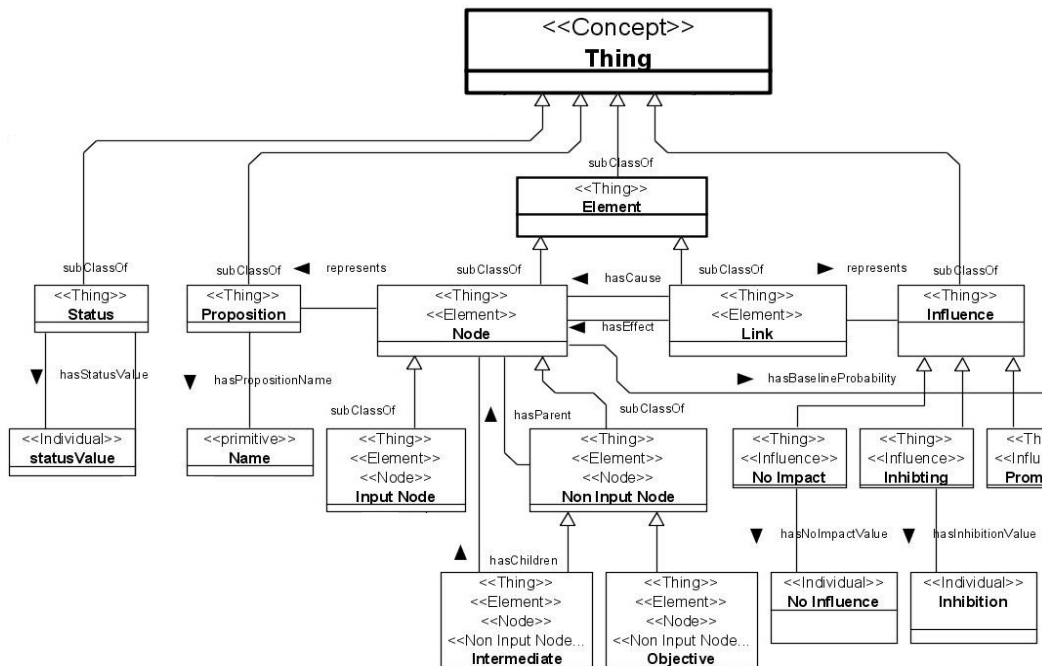 <<Concept>>
Thing
subClassOf
<<Thing>>
Element
subClassOf
represents
subClassOf
subClassOf
hasCause
subClassOf
represents
subClassOf
<<Thing>>
Status
<<Thing>>
Proposition
<<Thing>>
<<Element>>
Node
hasEffect
<<Thing>>
<<Element>>
Link
<<Thing>>
Influence
hasStatusValue
hasPropositionName
hasBaselineProbability
subClassOf
hasParent
subClassOf
<<Individual>>
statusValue
<<primitive>>
Name
<<Thing>>
<<Element>>
<<Node>>
Input Node
<<Thing>>
<<Element>>
<<Node>>
Non Input Node
<<Thing>>
<<Influence>>
No Impact
<<Thing>>
<<Influence>>
Inhibting
<<Th
<<Influ
Prom
hasNoImpactValue
hasInhibitionValue
hasChildren
<<Thing>>
<<Element>>
<<Node>>
<<Non Input Node...
Intermediate
<<Thing>>
<<Element>>
<<Node>>
<<Non Input Node...
Objective
<<Individual>>
No Influence
<<Individual>>
Inhibition